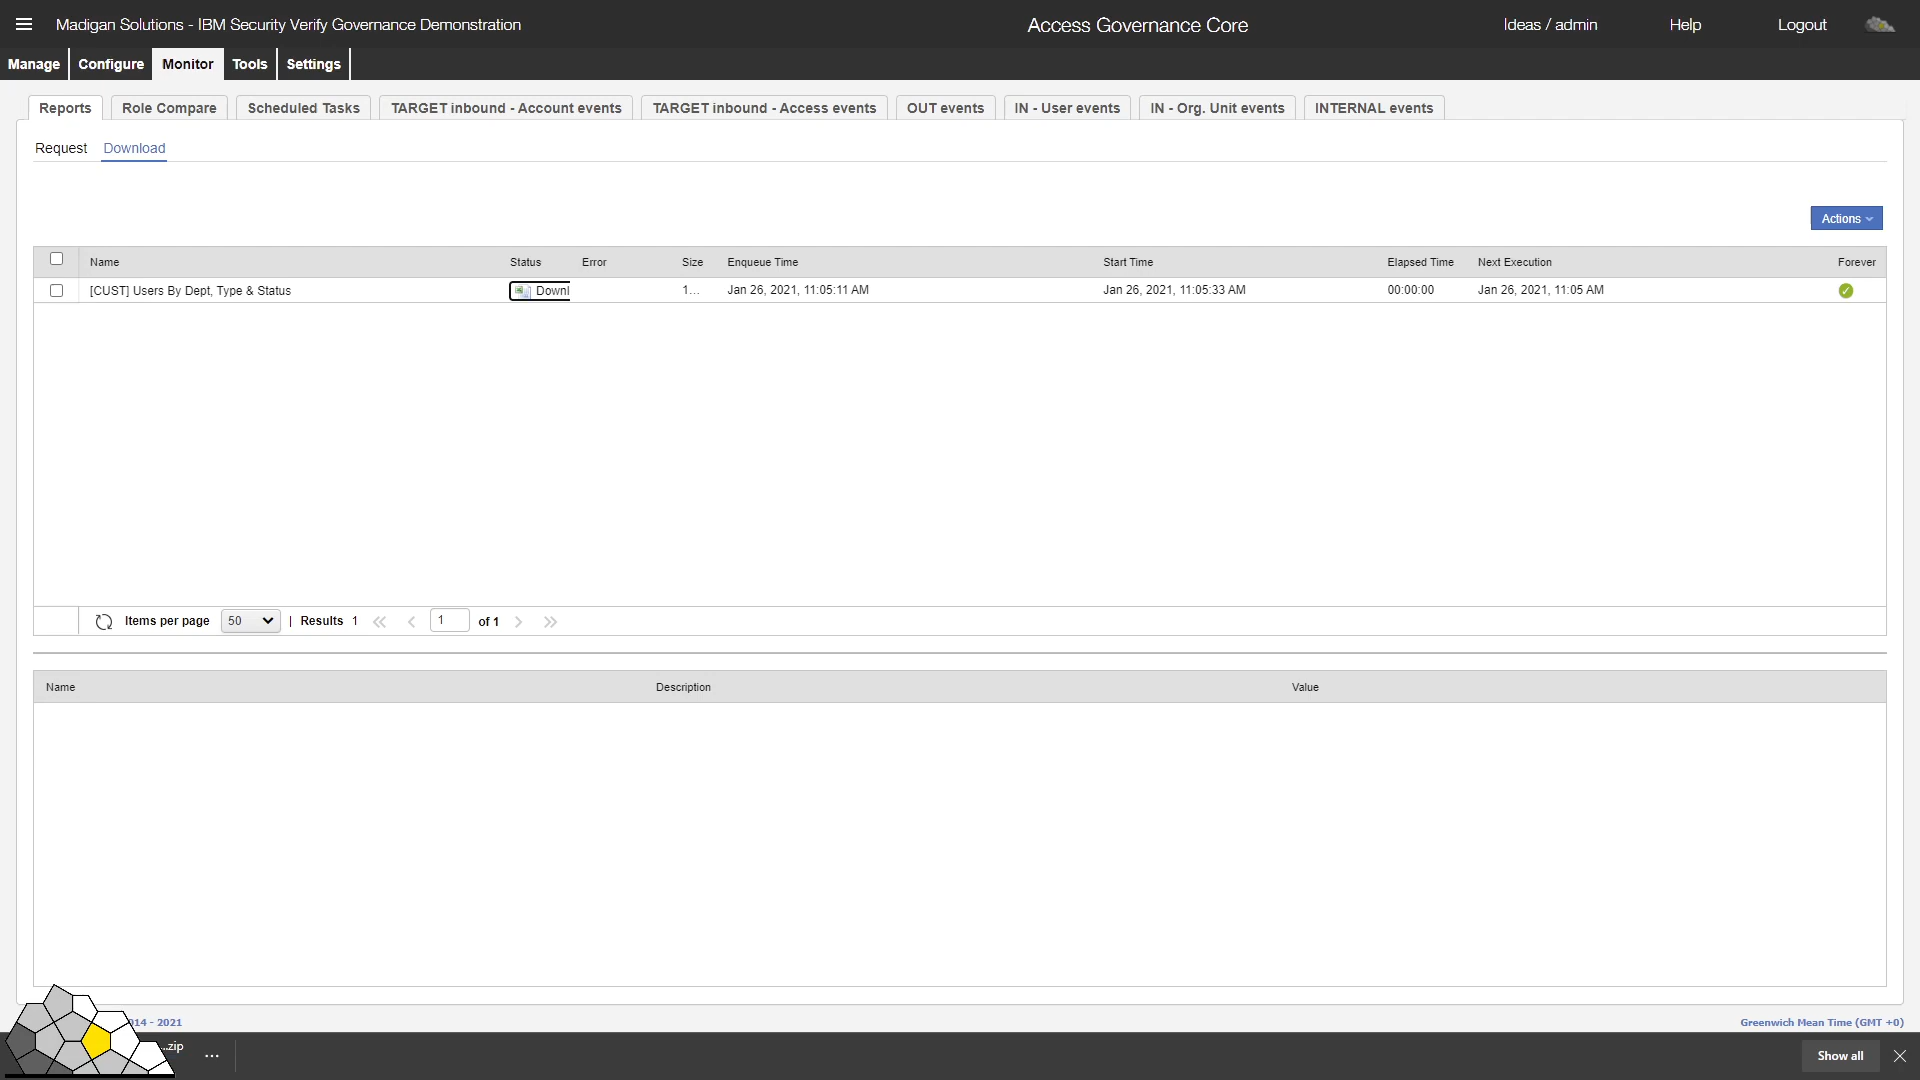 Madigan Solutions - IBM Security Verify Governance Demonstration
Access Governance Core
Ideas / admin
Help
Logout
Manage
Configure
Monitor
Tools
Settings
Reports
Role Compare
Scheduled Tasks
TARGET inbound - Account events
TARGET inbound - Access events
OUT events
IN - User events
IN - Org. Unit events
INTERNAL events
Request
Download
Actions
Name Status Error Size Enqueue Time Start Time Elapsed Time Next Execution Forever
[CUST] Users By Dept, Type & Status Downl 1... Jan 26, 2021, 11:05:11 AM Jan 26, 2021, 11:05:33 AM 00:00:00 Jan 26, 2021, 11:05 AM
Items per page 50 | Results 1 1 of 1
Name Description Value
014 - 2021
Greenwich Mean Time (GMT +0)
...zip
...
Show all